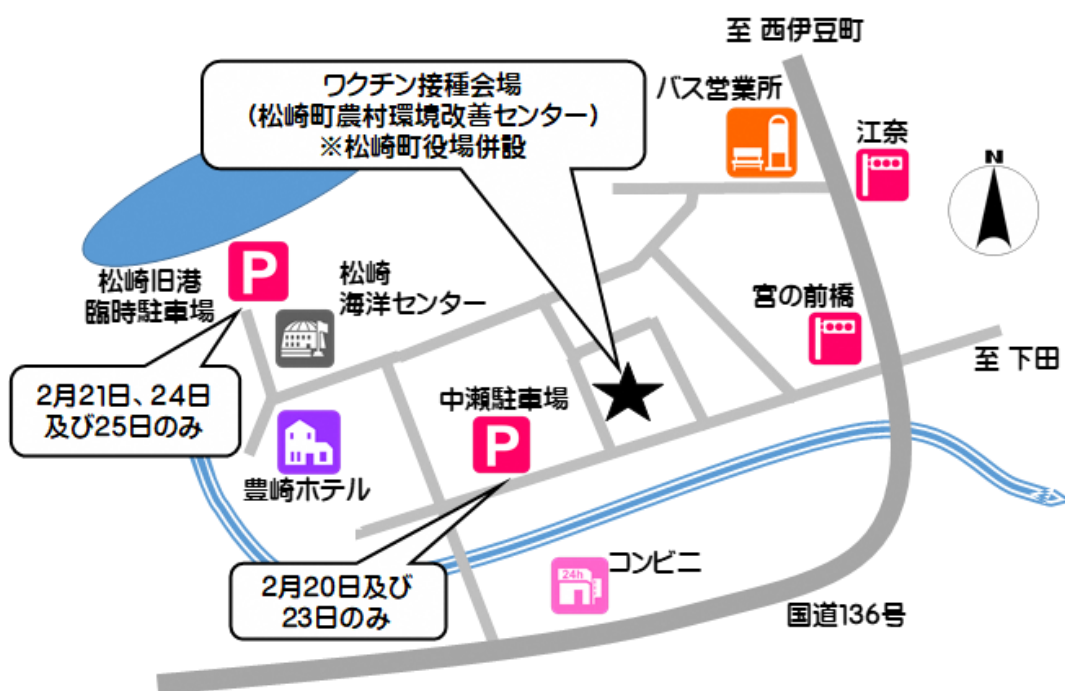 至 西伊豆町
ワクチン接種会場
(松崎町農村環境改善センター)
※松崎町役場併設
バス営業所
江奈
N
松崎旧港
臨時駐車場
P
松崎
海洋センター
宮の前橋
至 下田
2月21日、24日
及び25日のみ
中瀬駐車場
P
豊崎ホテル
2月20日及び
23日のみ
24h
コンビニ
国道136号